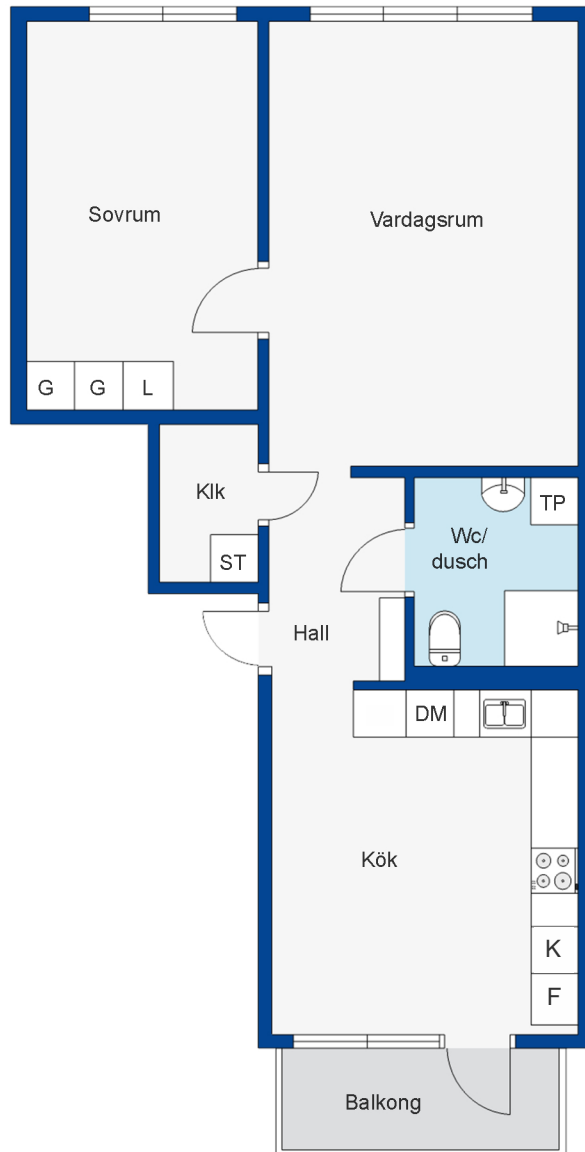 Sovrum
Vardagsrum
G G L
Klk
ST
TP
Wc/
dusch
Hall
DM
Kök
K
F
Balkong